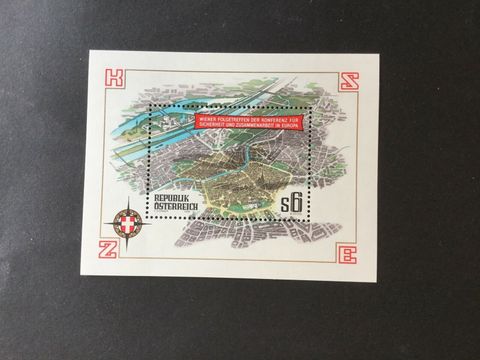 K S
WIENER FOLGETREFFEN DER KONFERENZ FÜR
SICHERHEIT UND ZUSAMMENARBEIT IN EUROPA
REPUBLIK
ÖSTERREICH
S6
Z E